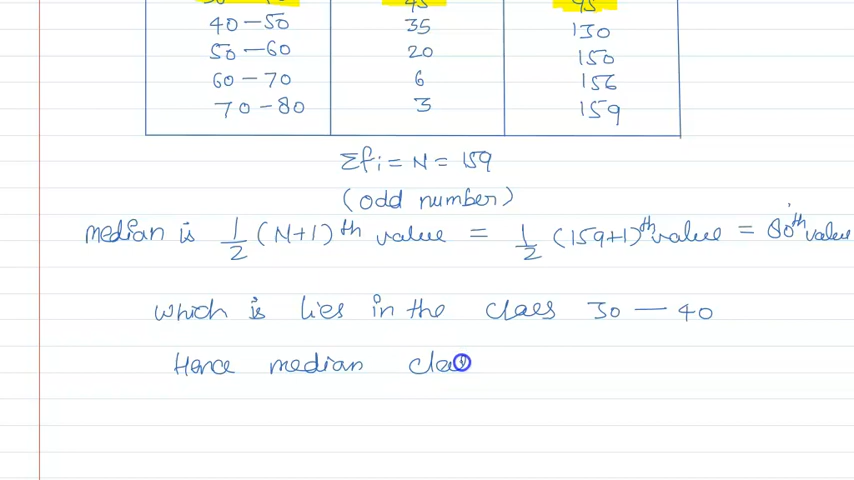 40-50 35 130
50-60 20 150
60-70 6 156
70-80 3 159
Σfi = N = 159
(odd number)
median is 1/2 (N+1)th value = 1/2 (159+1)th value = 80th value
which is lies in the class 30 — 40
Hence median clas